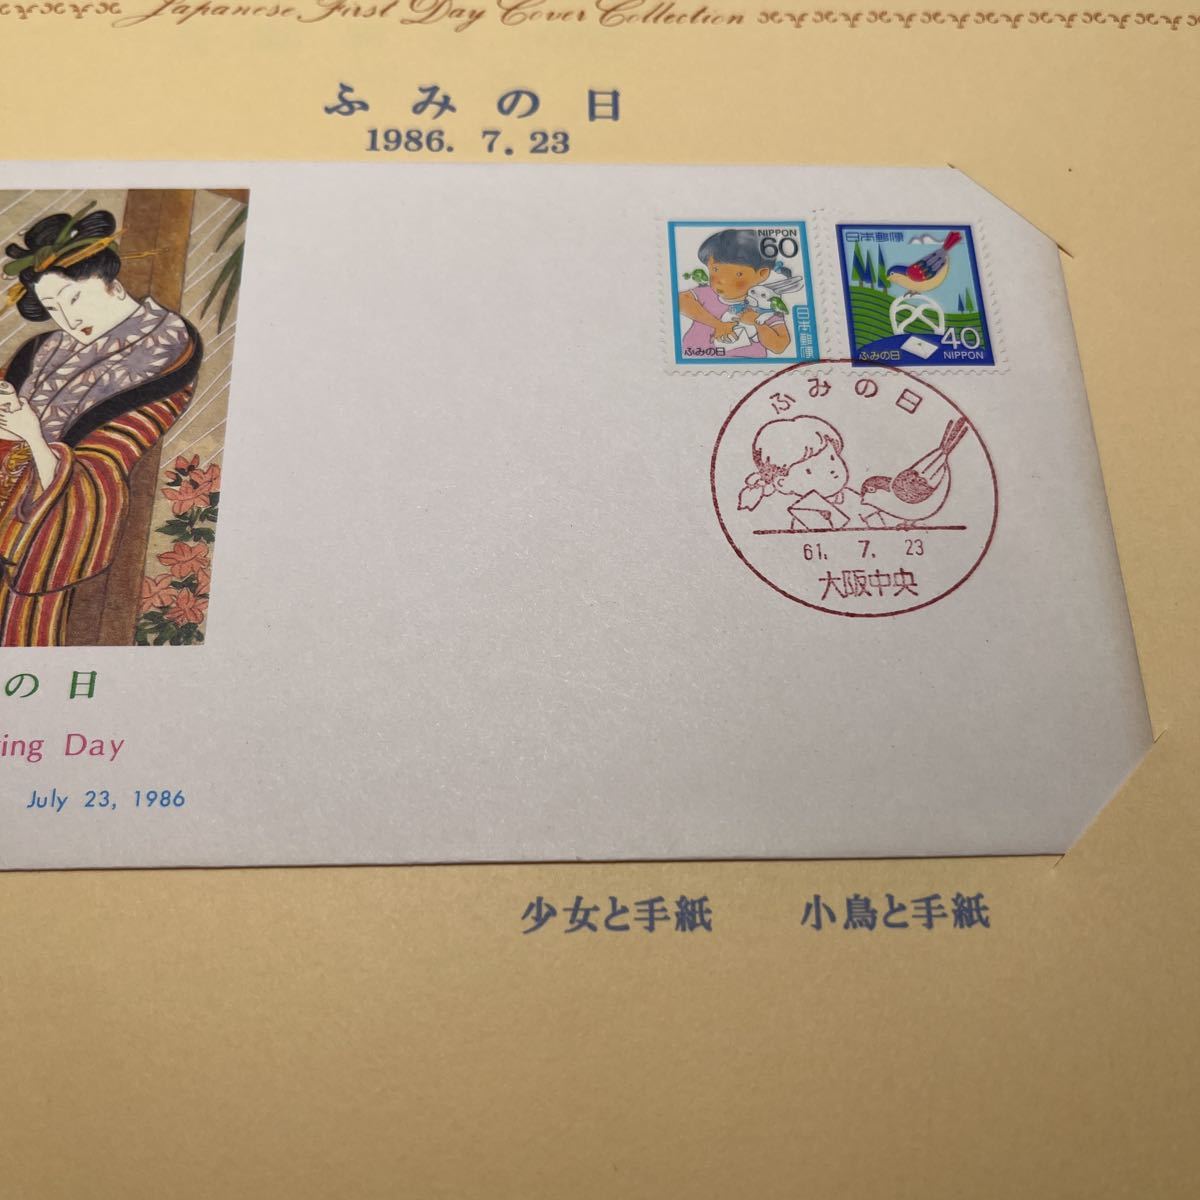 Japanese First Day Cover Collection
ふみの日
1986. 7. 23
NIPPON
60
日本郵便
ふみの日
日本郵便
40
ふみの日 NIPPON
ふみの日
61. 7. 23
大阪中央
の日
ing Day
July 23, 1986
少女と手紙 小鳥と手紙